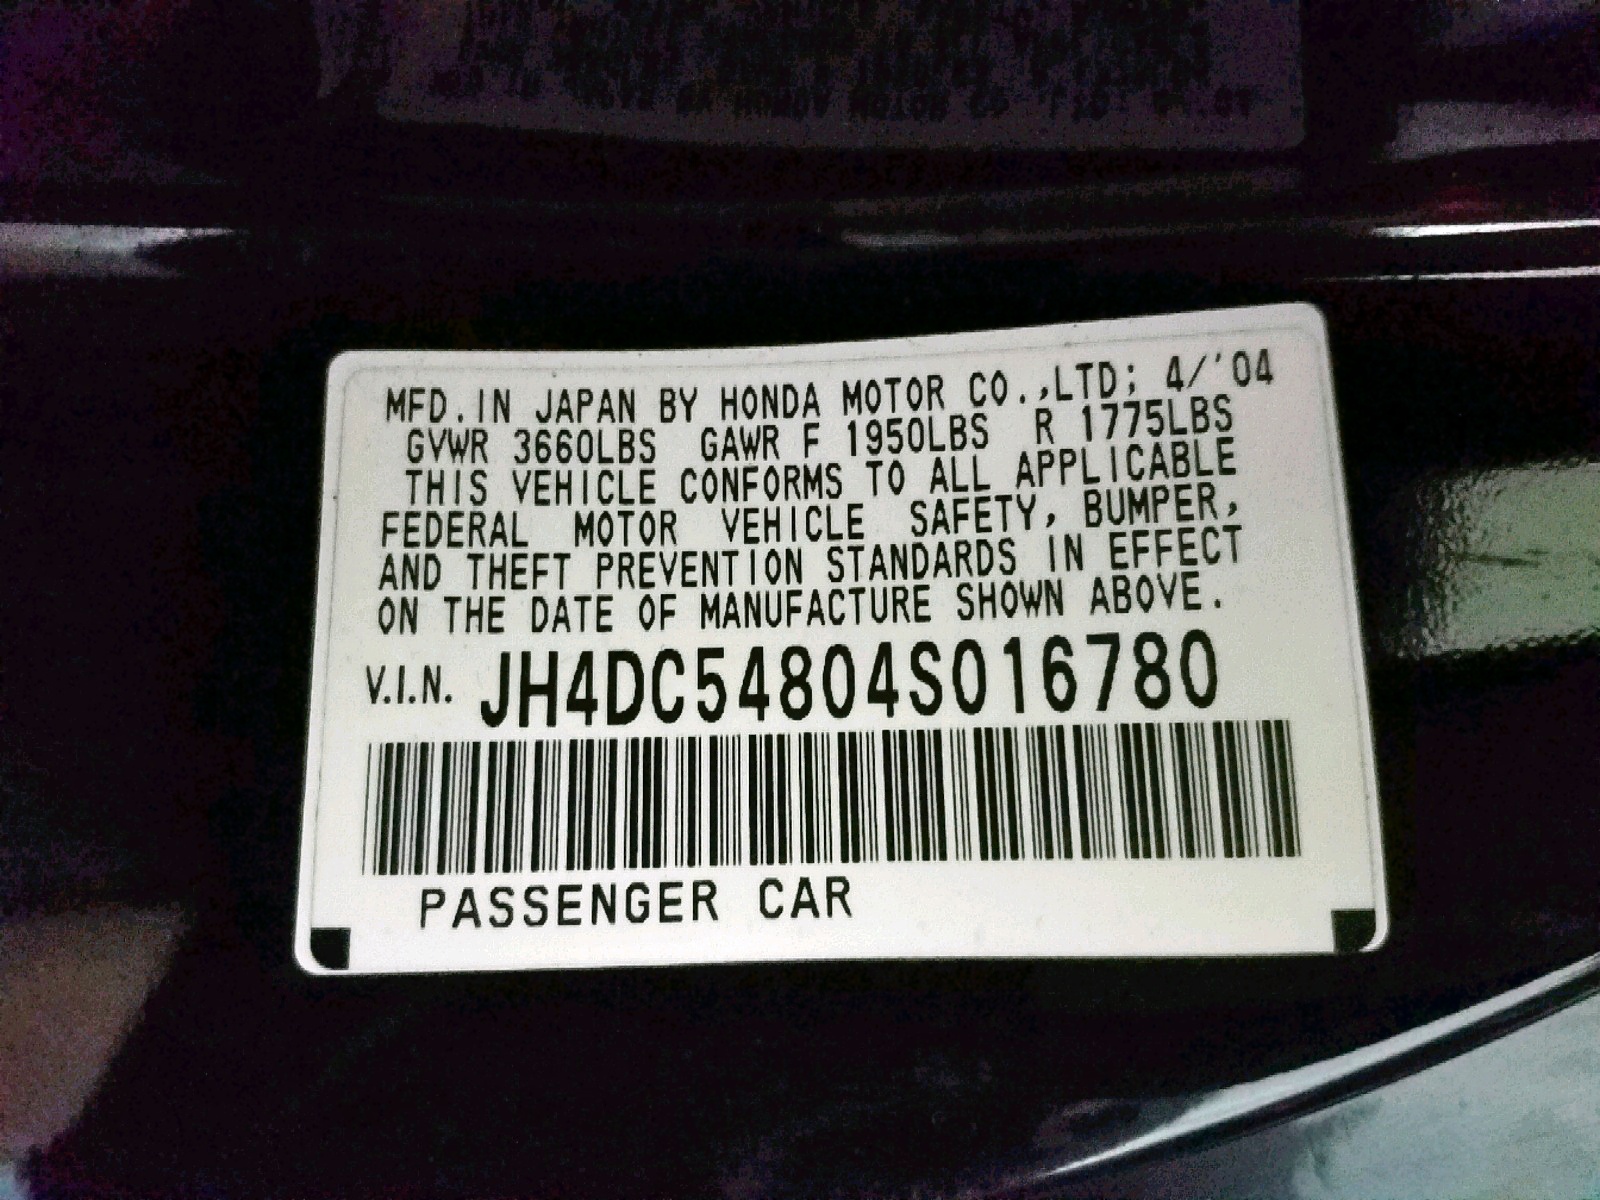 MFD. IN JAPAN BY HONDA MOTOR CO.,LTD; 4/'04
GVWR 3660LBS GAWR F 1950LBS R 1775LBS
THIS VEHICLE CONFORMS TO ALL APPLICABLE
FEDERAL MOTOR VEHICLE SAFETY, BUMPER,
AND THEFT PREVENTION STANDARDS IN EFFECT
ON THE DATE OF MANUFACTURE SHOWN ABOVE.
V.I.N. JH4DC54804S016780
PASSENGER CAR